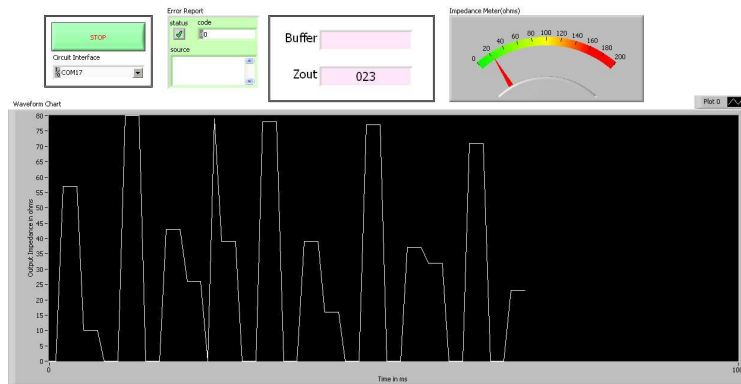 STOP
Circuit Interface
COM17
Error Report
status code
0
source
Buffer
Zout 023
Impedance Meter(ohms)
0 20 40 60 80 100 120 140 160 180 200
Waveform Chart
Plot 0
Output Impedance in ohms
80
75
70
65
60
55
50
45
40
35
30
25
20
15
10
5
0
0
Time in ms